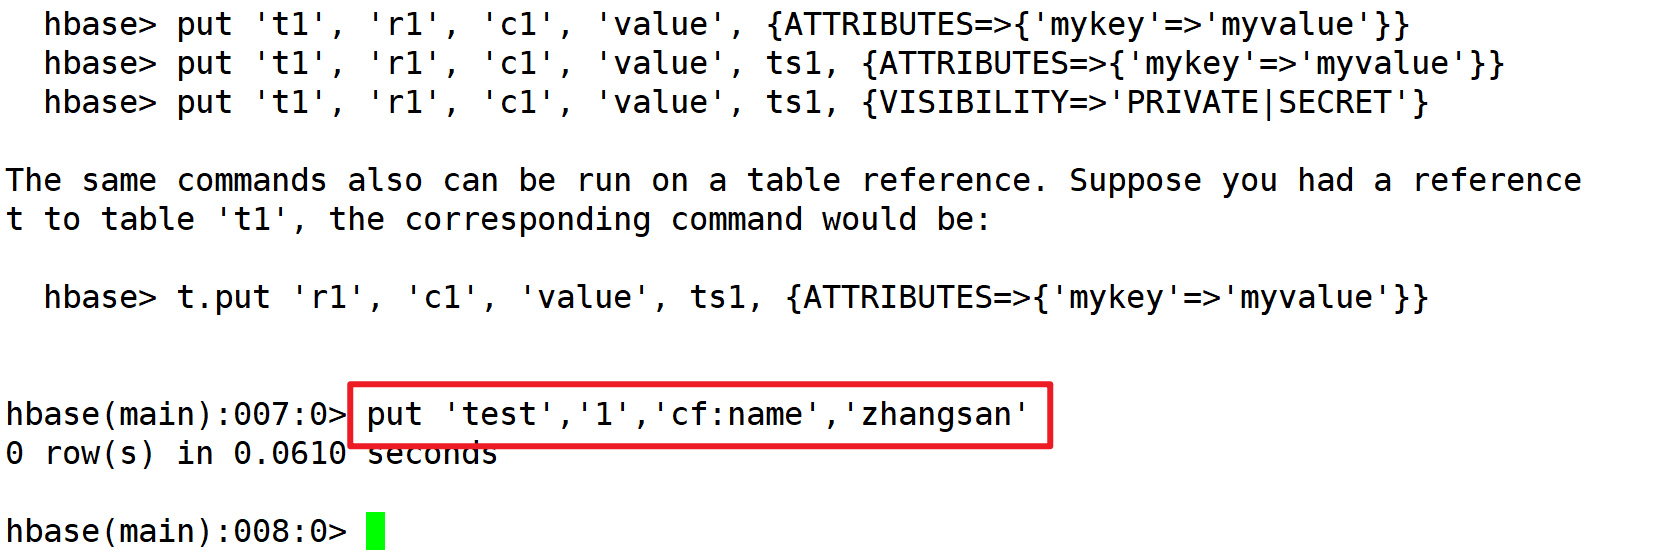 hbase> put 't1', 'r1', 'c1', 'value', {ATTRIBUTES=>{'mykey'=>'myvalue'}}
hbase> put 't1', 'r1', 'c1', 'value', ts1, {ATTRIBUTES=>{'mykey'=>'myvalue'}}
hbase> put 't1', 'r1', 'c1', 'value', ts1, {VISIBILITY=>'PRIVATE|SECRET'}
The same commands also can be run on a table reference. Suppose you had a reference
t to table 't1', the corresponding command would be:
hbase> t.put 'r1', 'c1', 'value', ts1, {ATTRIBUTES=>{'mykey'=>'myvalue'}}
hbase(main):007:0> put 'test','1','cf:name','zhangsan'
0 row(s) in 0.0610 seconds
hbase(main):008:0>